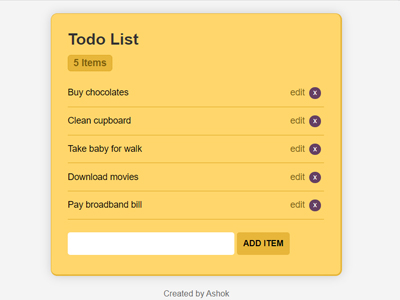 Todo List
5 Items
Buy chocolates edit x
Clean cupboard edit x
Take baby for walk edit x
Download movies edit x
Pay broadband bill edit x
ADD ITEM
Created by Ashok